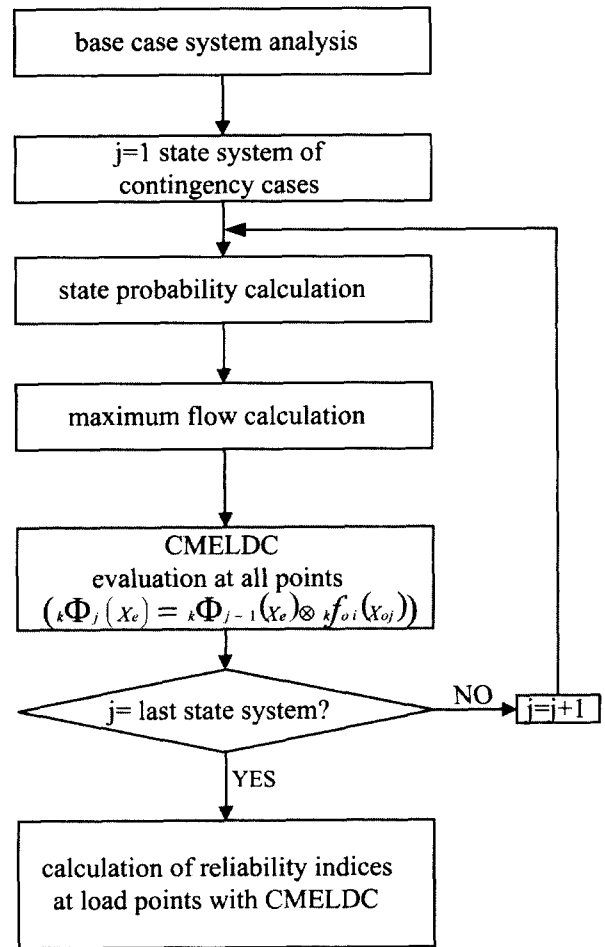 base case system analysis
j=1 state system of
contingency cases
state probability calculation
maximum flow calculation
CMELDC
evaluation at all points
(ₖΦⱼ(xₑ) = ₖΦⱼ₋₁(xₑ)⊗ ₖfₒᵢ(xₒⱼ))
j= last state system?
NO
j=j+1
YES
calculation of reliability indices
at load points with CMELDC